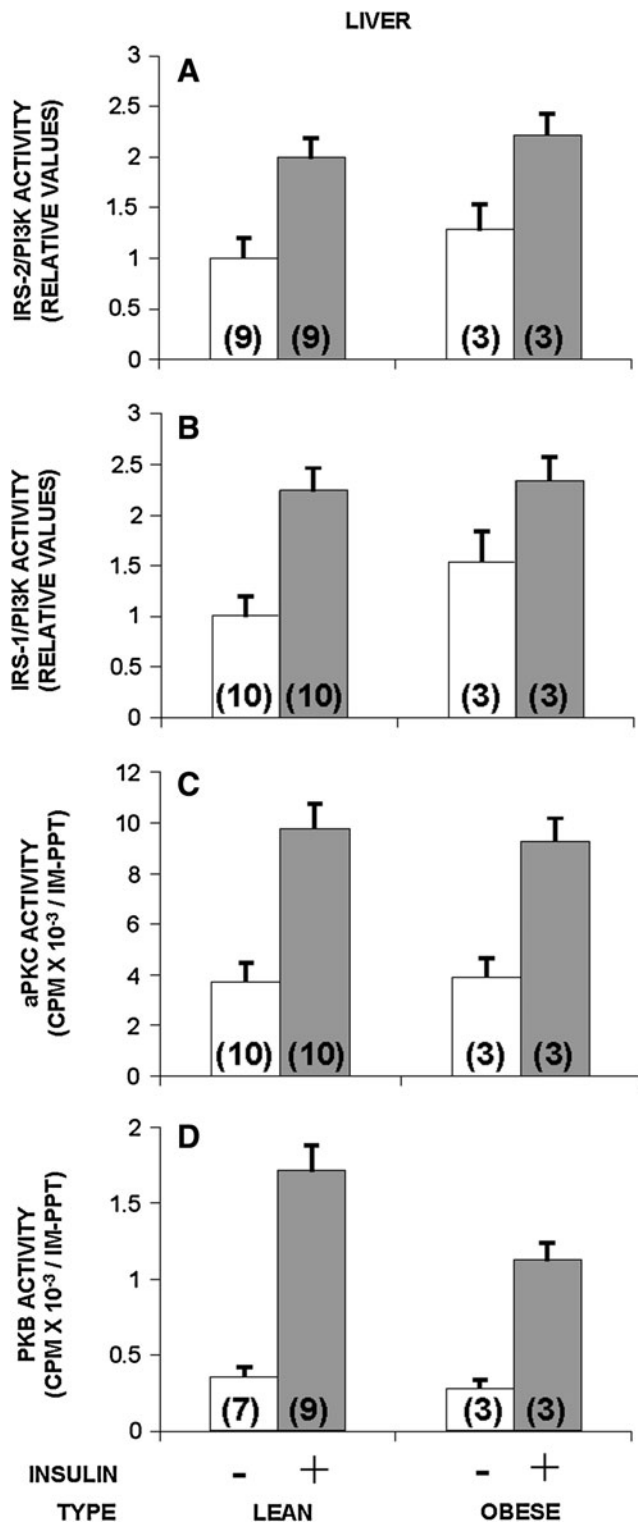 LIVER
A
IRS-2/PI3K ACTIVITY
(RELATIVE VALUES)
3
2.5
2
1.5
1
0.5
0
(9) (9) (3) (3)
B
IRS-1/PI3K ACTIVITY
(RELATIVE VALUES)
3
2.5
2
1.5
1
0.5
0
(10) (10) (3) (3)
C
aPKC ACTIVITY
(CPM X 10⁻³ / IM-PPT)
12
10
8
6
4
2
0
(10) (10) (3) (3)
D
PKB ACTIVITY
(CPM X 10⁻³ / IM-PPT)
2
1.5
1
0.5
0
(7) (9) (3) (3)
INSULIN - + - +
TYPE LEAN OBESE